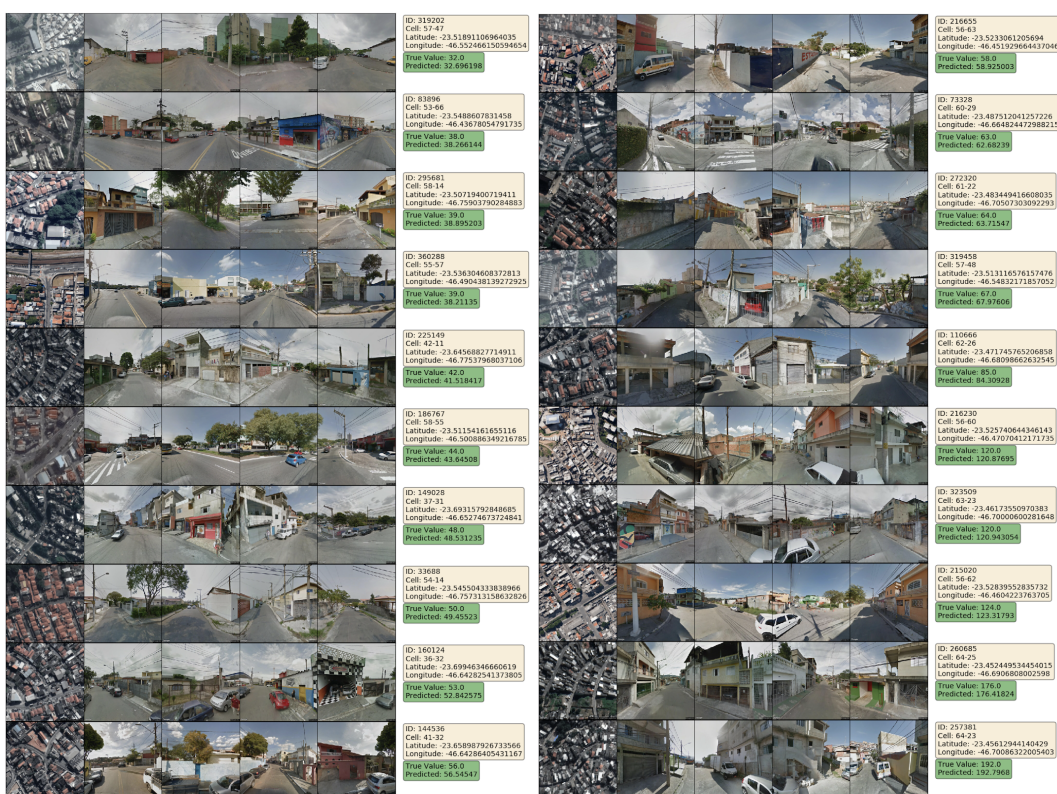 ID: 319202
Cell: 57-47
Latitude: -23.51891106964035
Longitude: -46.552466150594654
True Value: 32.0
Predicted: 32.696198
ID: 83896
Cell: 53-66
Latitude: -23.5488607831458
Longitude: -46.43678054791735
True Value: 38.0
Predicted: 38.266144
ID: 295681
Cell: 58-14
Latitude: -23.50719400719411
Longitude: -46.75903790284883
True Value: 39.0
Predicted: 38.895203
ID: 360288
Cell: 55-57
Latitude: -23.536304608372813
Longitude: -46.490438139272925
True Value: 39.0
Predicted: 38.21135
ID: 225149
Cell: 42-11
Latitude: -23.64568827714911
Longitude: -46.77537968037106
True Value: 42.0
Predicted: 41.518417
ID: 186767
Cell: 58-55
Latitude: -23.51154161655116
Longitude: -46.500886349216785
True Value: 44.0
Predicted: 43.64508
ID: 149028
Cell: 37-31
Latitude: -23.69315792848685
Longitude: -46.65274673724841
True Value: 48.0
Predicted: 48.531235
ID: 33688
Cell: 54-14
Latitude: -23.545504333838966
Longitude: -46.757313158632826
True Value: 50.0
Predicted: 49.45523
ID: 160124
Cell: 36-32
Latitude: -23.69946346660619
Longitude: -46.64282541373805
True Value: 53.0
Predicted: 52.842575
ID: 144536
Cell: 41-32
Latitude: -23.658987926733566
Longitude: -46.64286405431167
True Value: 56.0
Predicted: 56.54547
ID: 216655
Cell: 56-63
Latitude: -23.5233061205694
Longitude: -46.451929664437046
True Value: 58.0
Predicted: 58.925003
ID: 73328
Cell: 60-29
Latitude: -23.487512041257226
Longitude: -46.664824472988215
True Value: 63.0
Predicted: 62.68239
ID: 272320
Cell: 61-22
Latitude: -23.483449416608035
Longitude: -46.70507303092293
True Value: 64.0
Predicted: 63.71547
ID: 319458
Cell: 57-48
Latitude: -23.513116576157476
Longitude: -46.54832171857052
True Value: 67.0
Predicted: 67.97606
ID: 110666
Cell: 62-26
Latitude: -23.471745765206858
Longitude: -46.68098662632545
True Value: 85.0
Predicted: 84.30928
ID: 216230
Cell: 56-60
Latitude: -23.525740644346143
Longitude: -46.47070412171735
True Value: 120.0
Predicted: 120.87695
ID: 323509
Cell: 63-23
Latitude: -23.46173550970383
Longitude: -46.70000600281648
True Value: 120.0
Predicted: 120.943054
ID: 215020
Cell: 56-62
Latitude: -23.52839552835732
Longitude: -46.4604223763705
True Value: 124.0
Predicted: 123.31793
ID: 260685
Cell: 64-25
Latitude: -23.452449534454015
Longitude: -46.6906808002598
True Value: 176.0
Predicted: 176.41824
ID: 257381
Cell: 64-23
Latitude: -23.45612944140429
Longitude: -46.70086322005403
True Value: 192.0
Predicted: 192.7968